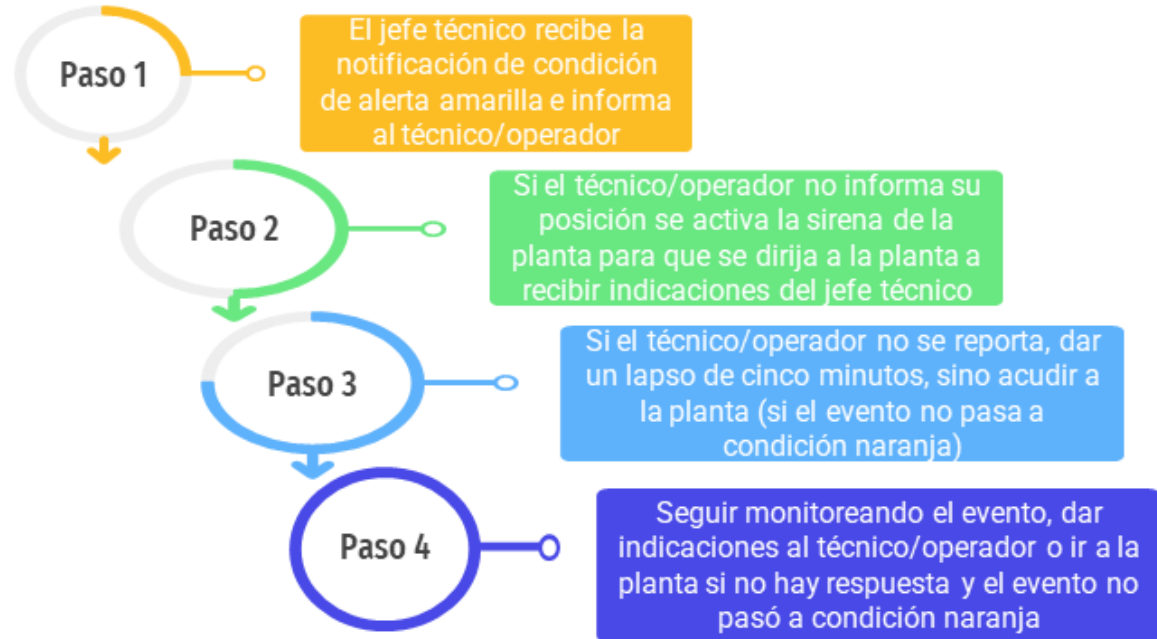 Paso 1
El jefe técnico recibe la
notificación de condición
de alerta amarilla e informa
al técnico/operador
Paso 2
Si el técnico/operador no informa su
posición se activa la sirena de la
planta para que se dirija a la planta a
recibir indicaciones del jefe técnico
Paso 3
Si el técnico/operador no se reporta, dar
un lapso de cinco minutos, sino acudir a
la planta (si el evento no pasa a
condición naranja)
Paso 4
Seguir monitoreando el evento, dar
indicaciones al técnico/operador o ir a la
planta si no hay respuesta y el evento no
pasó a condición naranja